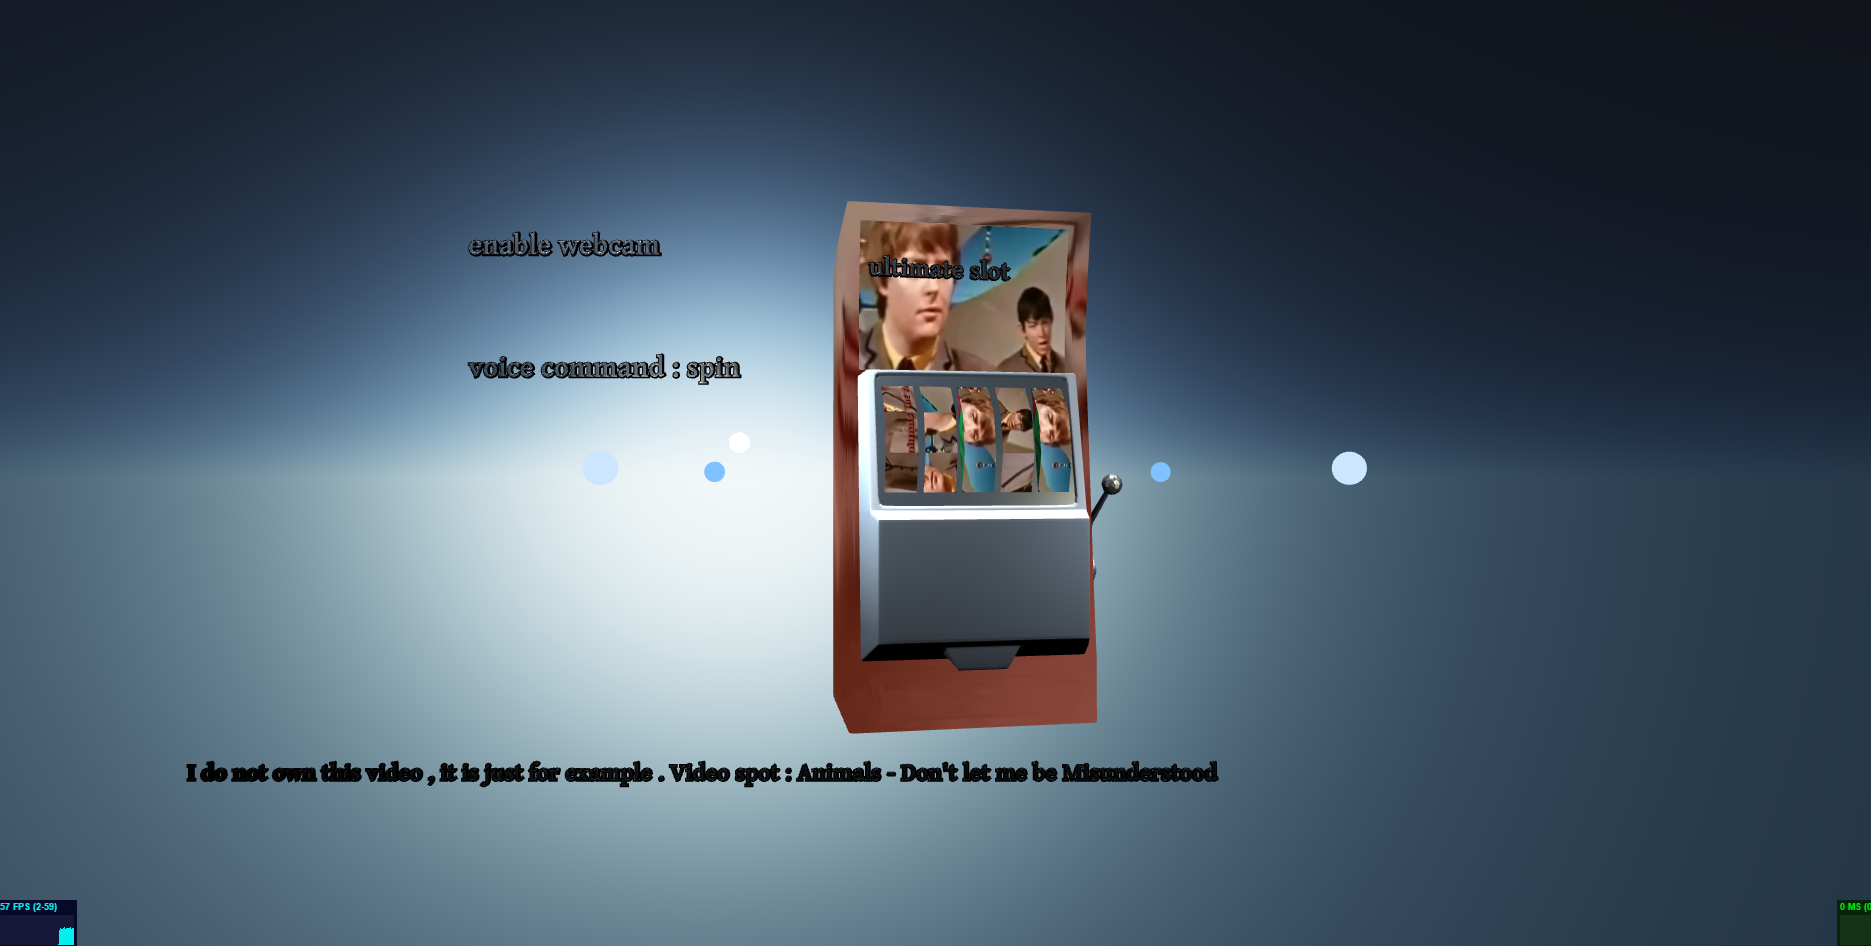 enable webcam
ultimate slot
voice command : spin
I do not own this video , it is just for example . Video spot : Animals - Don't let me be Misunderstood
57 FPS (2-59)
0 MS (0